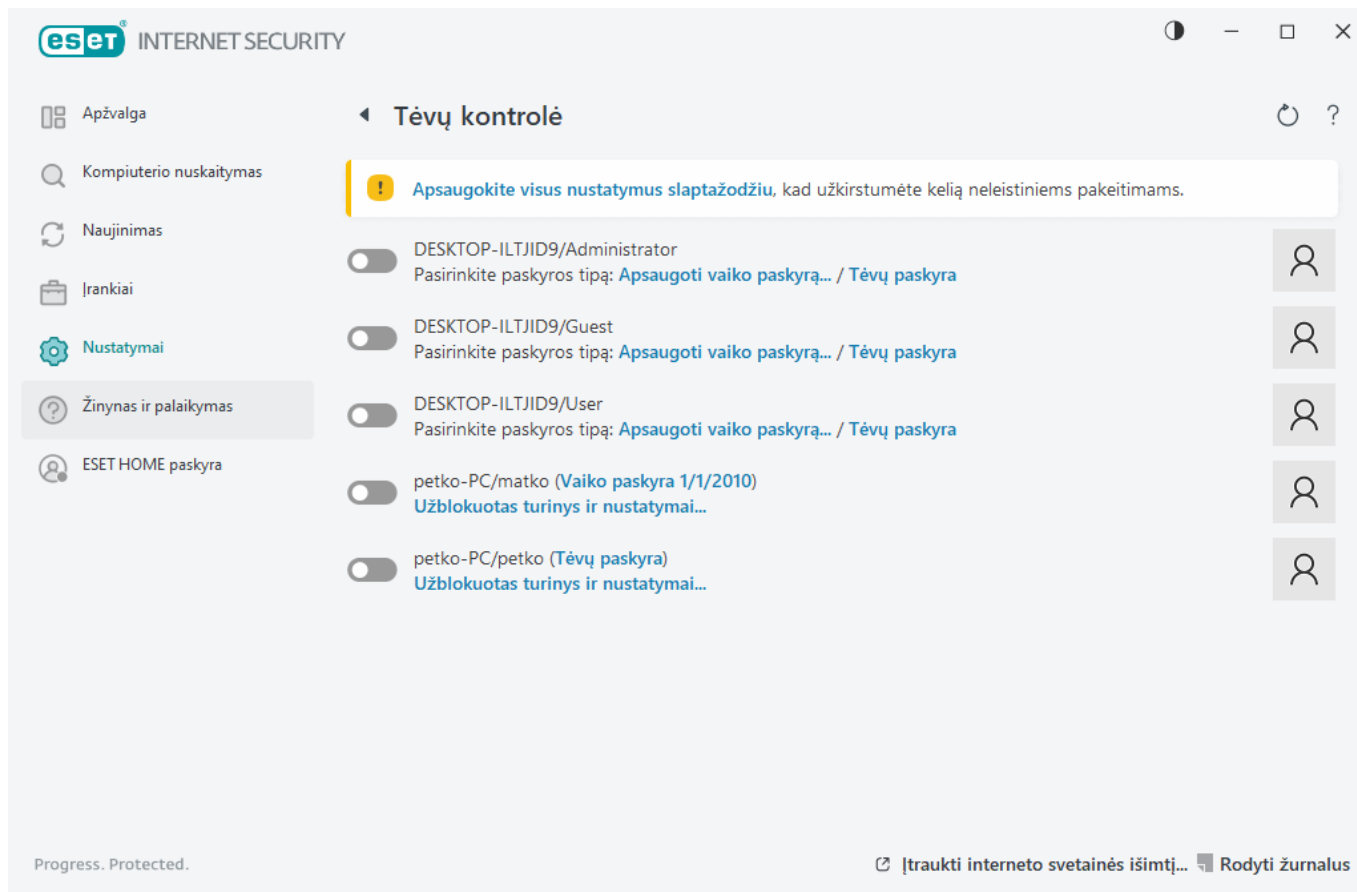 eset® INTERNET SECURITY
Apžvalga
Kompiuterio nuskaitymas
Naujinimas
Įrankiai
Nustatymai
Žinynas ir palaikymas
ESET HOME paskyra
Tėvų kontrolė
?
Apsaugokite visus nustatymus slaptažodžiu, kad užkirstumėte kelią neleistiniems pakeitimams.
DESKTOP-ILTJID9/Administrator
Pasirinkite paskyros tipą: Apsaugoti vaiko paskyrą... / Tėvų paskyra
DESKTOP-ILTJID9/Guest
Pasirinkite paskyros tipą: Apsaugoti vaiko paskyrą... / Tėvų paskyra
DESKTOP-ILTJID9/User
Pasirinkite paskyros tipą: Apsaugoti vaiko paskyrą... / Tėvų paskyra
petko-PC/matko (Vaiko paskyra 1/1/2010)
Užblokuotas turinys ir nustatymai...
petko-PC/petko (Tėvų paskyra)
Užblokuotas turinys ir nustatymai...
Progress. Protected.
Įtraukti interneto svetainės išimtį... Rodyti žurnalus